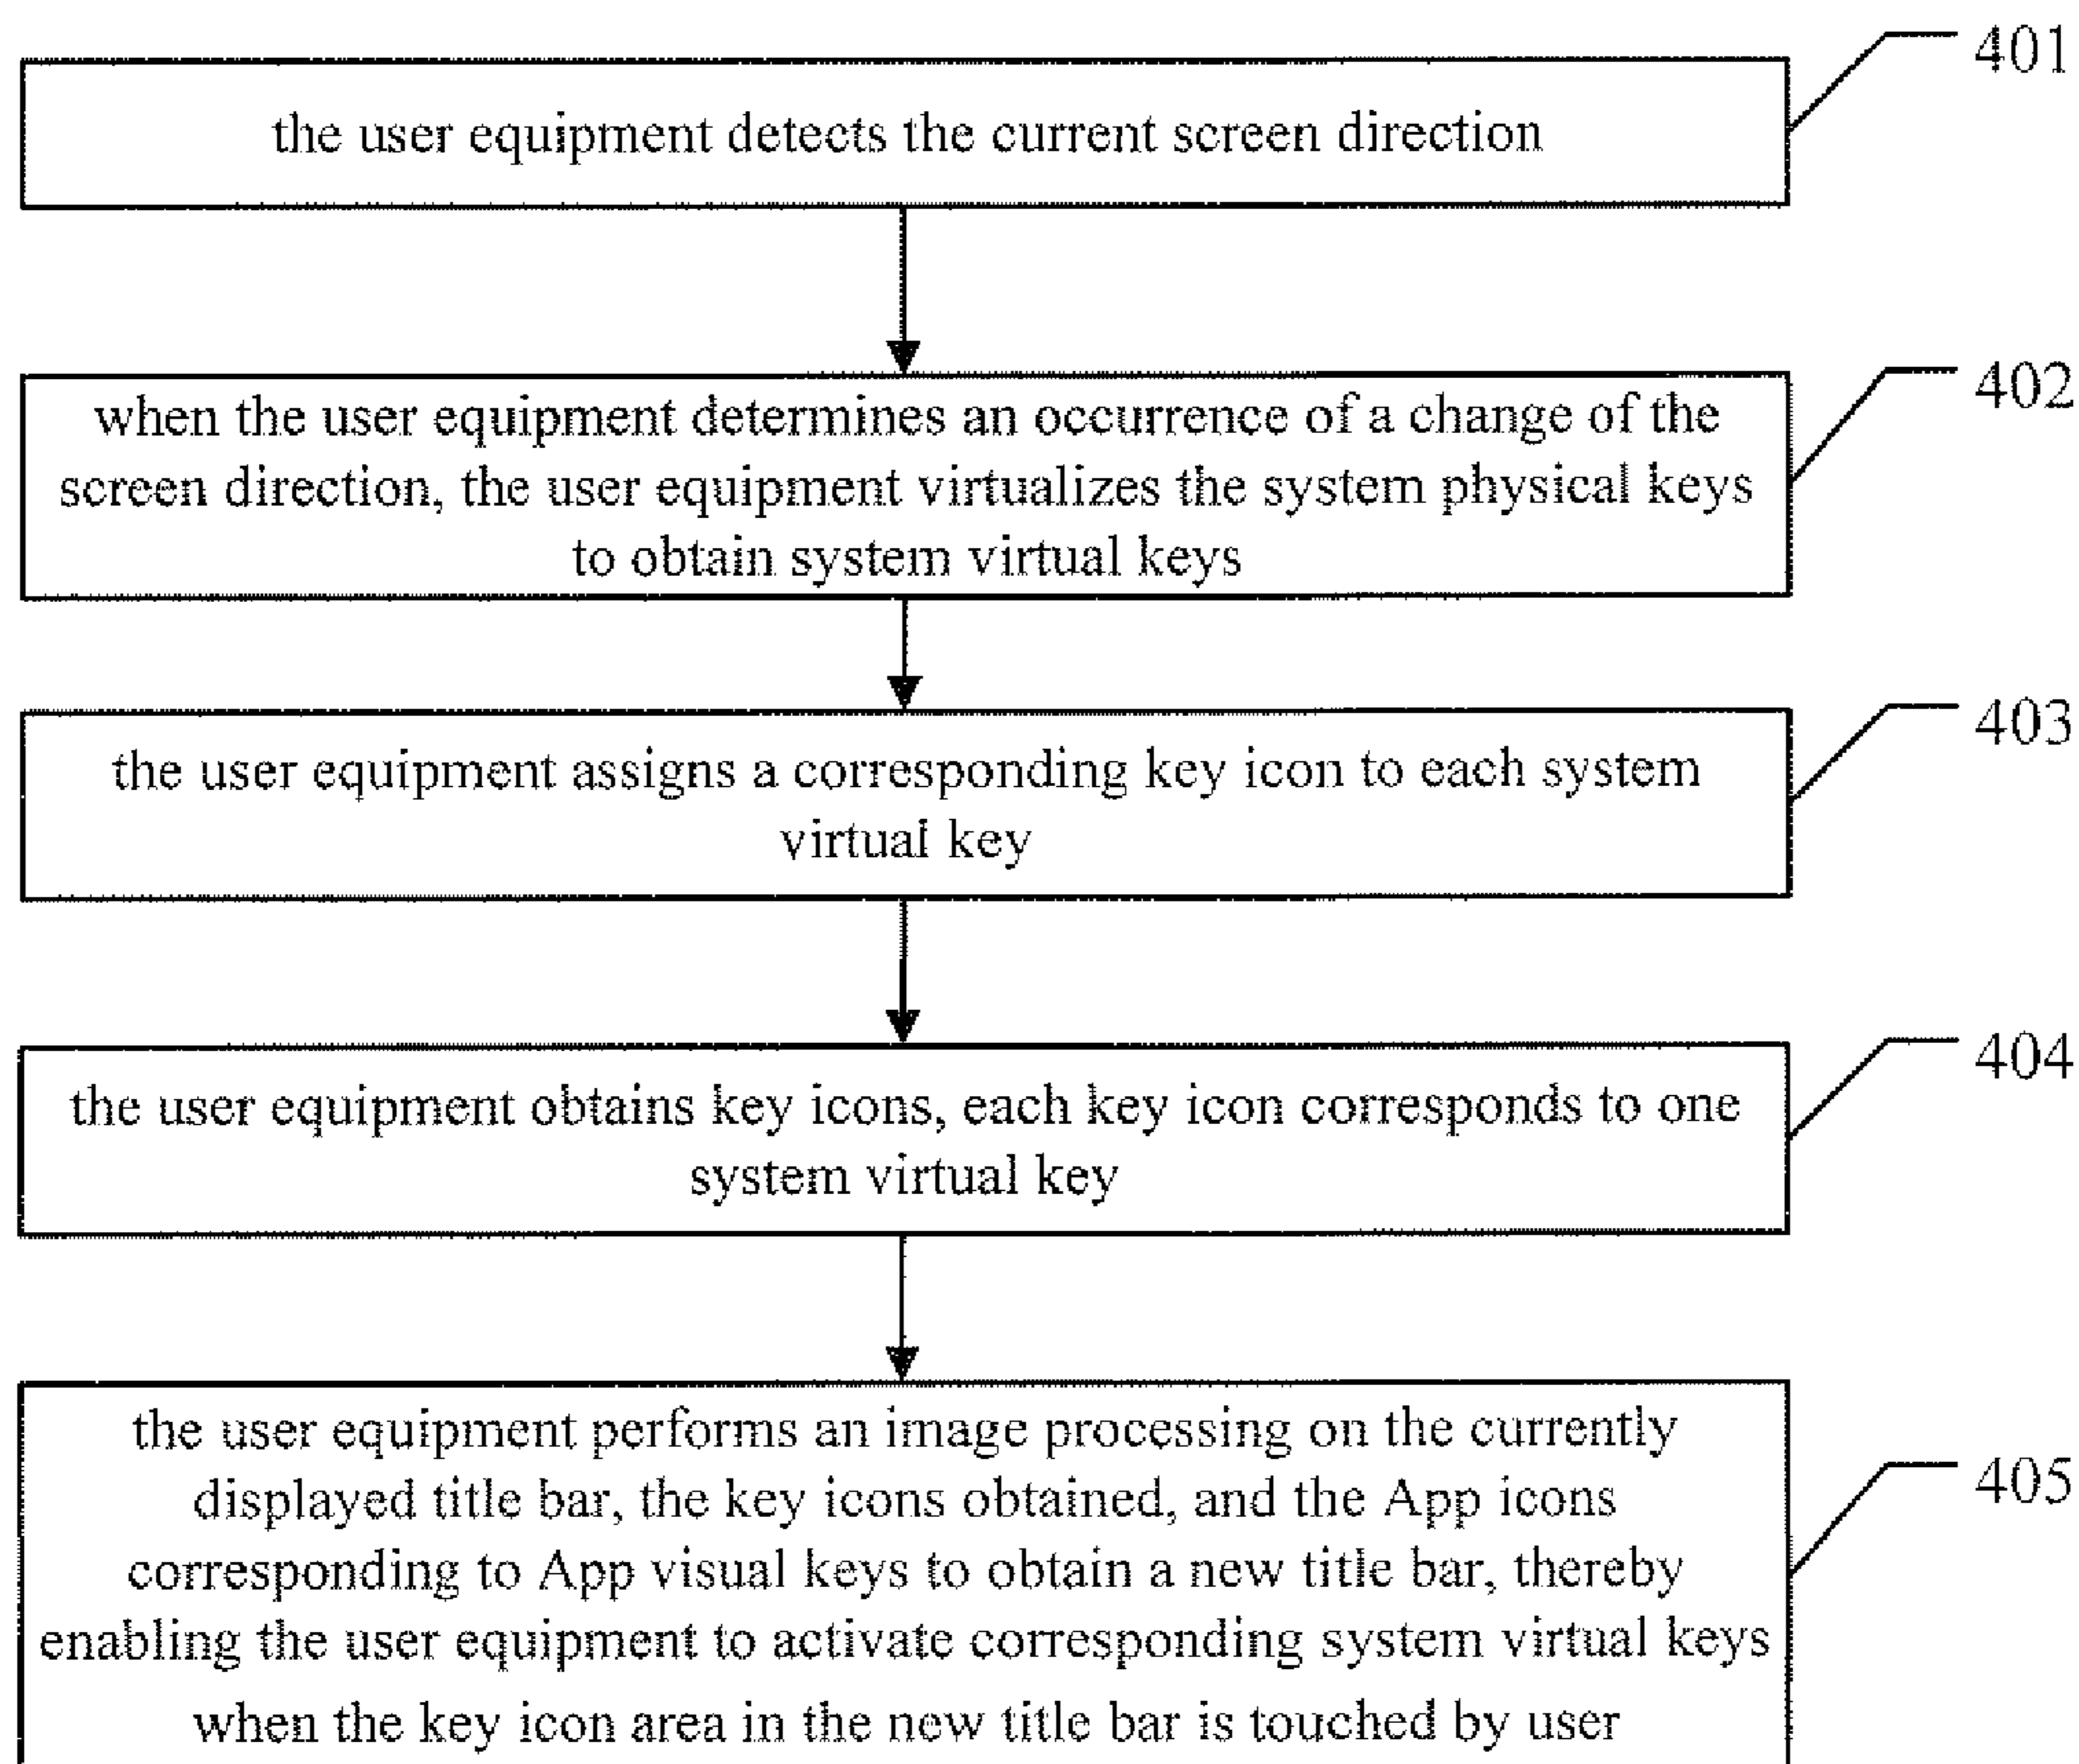 401
the user equipment detects the current screen direction
402
when the user equipment determines an occurrence of a change of the
screen direction, the user equipment virtualizes the system physical keys
to obtain system virtual keys
403
the user equipment assigns a corresponding key icon to each system
virtual key
404
the user equipment obtains key icons, each key icon corresponds to one
system virtual key
405
the user equipment performs an image processing on the currently
displayed title bar, the key icons obtained, and the App icons
corresponding to App visual keys to obtain a new title bar, thereby
enabling the user equipment to activate corresponding system virtual keys
when the key icon area in the new title bar is touched by user